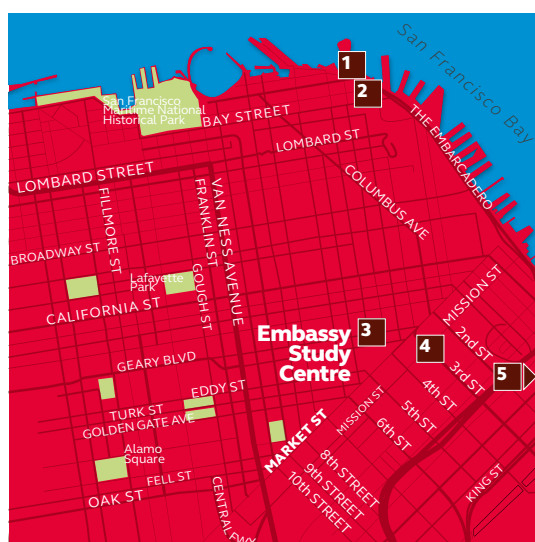 1
2
San Francisco Bay
San Francisco
Maritime National
Historical Park
BAY STREET
LOMBARD ST
THE EMBARCADERO
LOMBARD STREET
COLUMBUS AVE
FILLMORE ST
FRANKLIN ST
VAN NESS AVENUE
BROADWAY ST
GOUGH ST
Lafayette
Park
CALIFORNIA ST
MISSION ST
Embassy
Study
Centre
3
4
2nd ST
3rd ST
5
GEARY BLVD
EDDY ST
4th ST
5th ST
6th ST
MISSION ST
TURK ST
GOLDEN GATE AVE
MARKET ST
Alamo
Square
FELL ST
OAK ST
CENTRAL FWY
8th STREET
9th STREET
10th STREET
KING ST